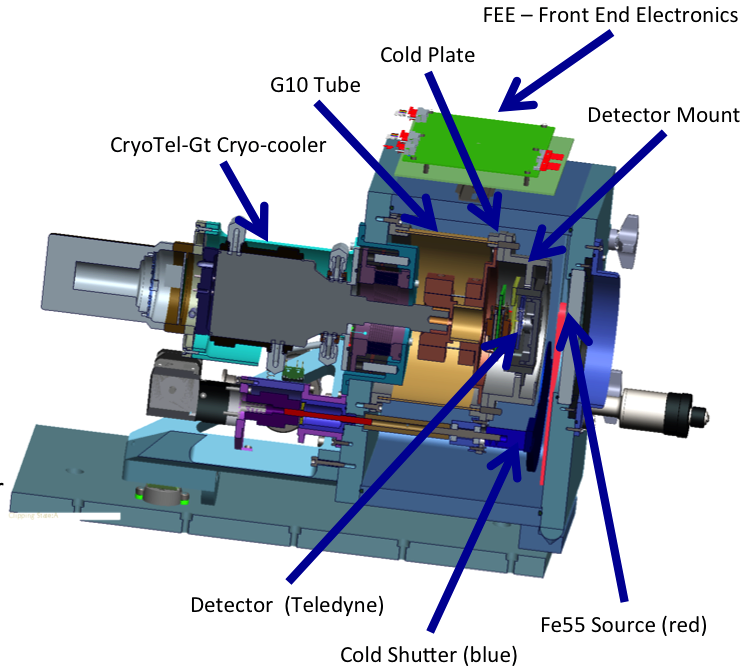 FEE – Front End Electronics
Cold Plate
G10 Tube
Detector Mount
CryoTel-Gt Cryo-cooler
Detector (Teledyne)
Fe55 Source (red)
Cold Shutter (blue)